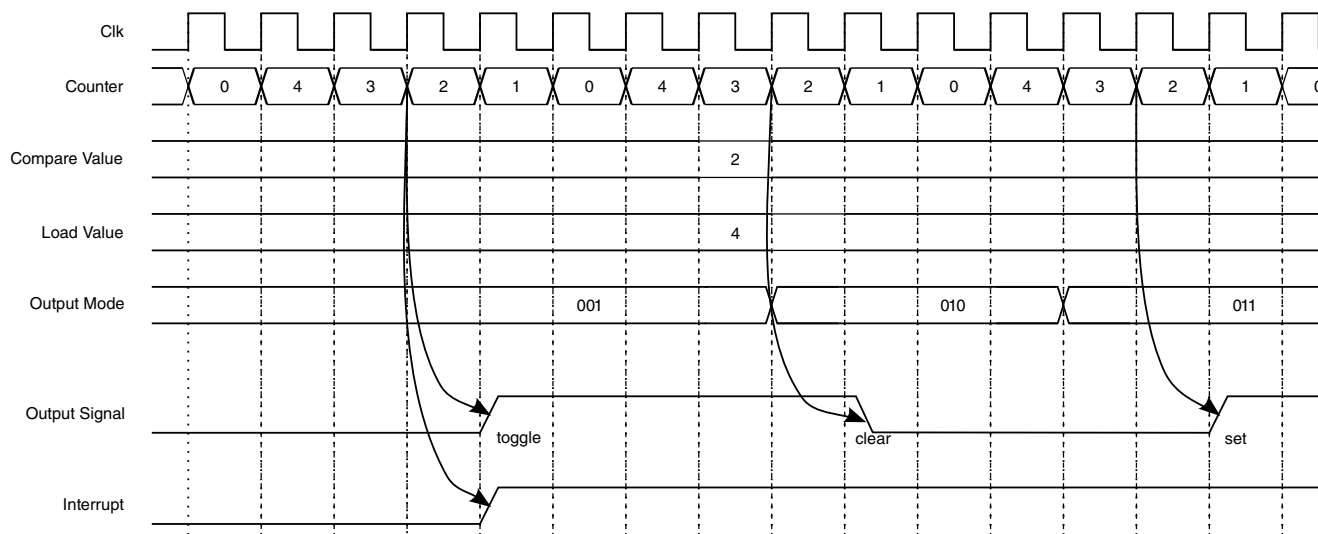 Clk
Counter 0 4 3 2 1 0 4 3 2 1 0 4 3 2 1 0
Compare Value 2
Load Value 4
Output Mode 001 010 011
Output Signal
toggle clear set
Interrupt